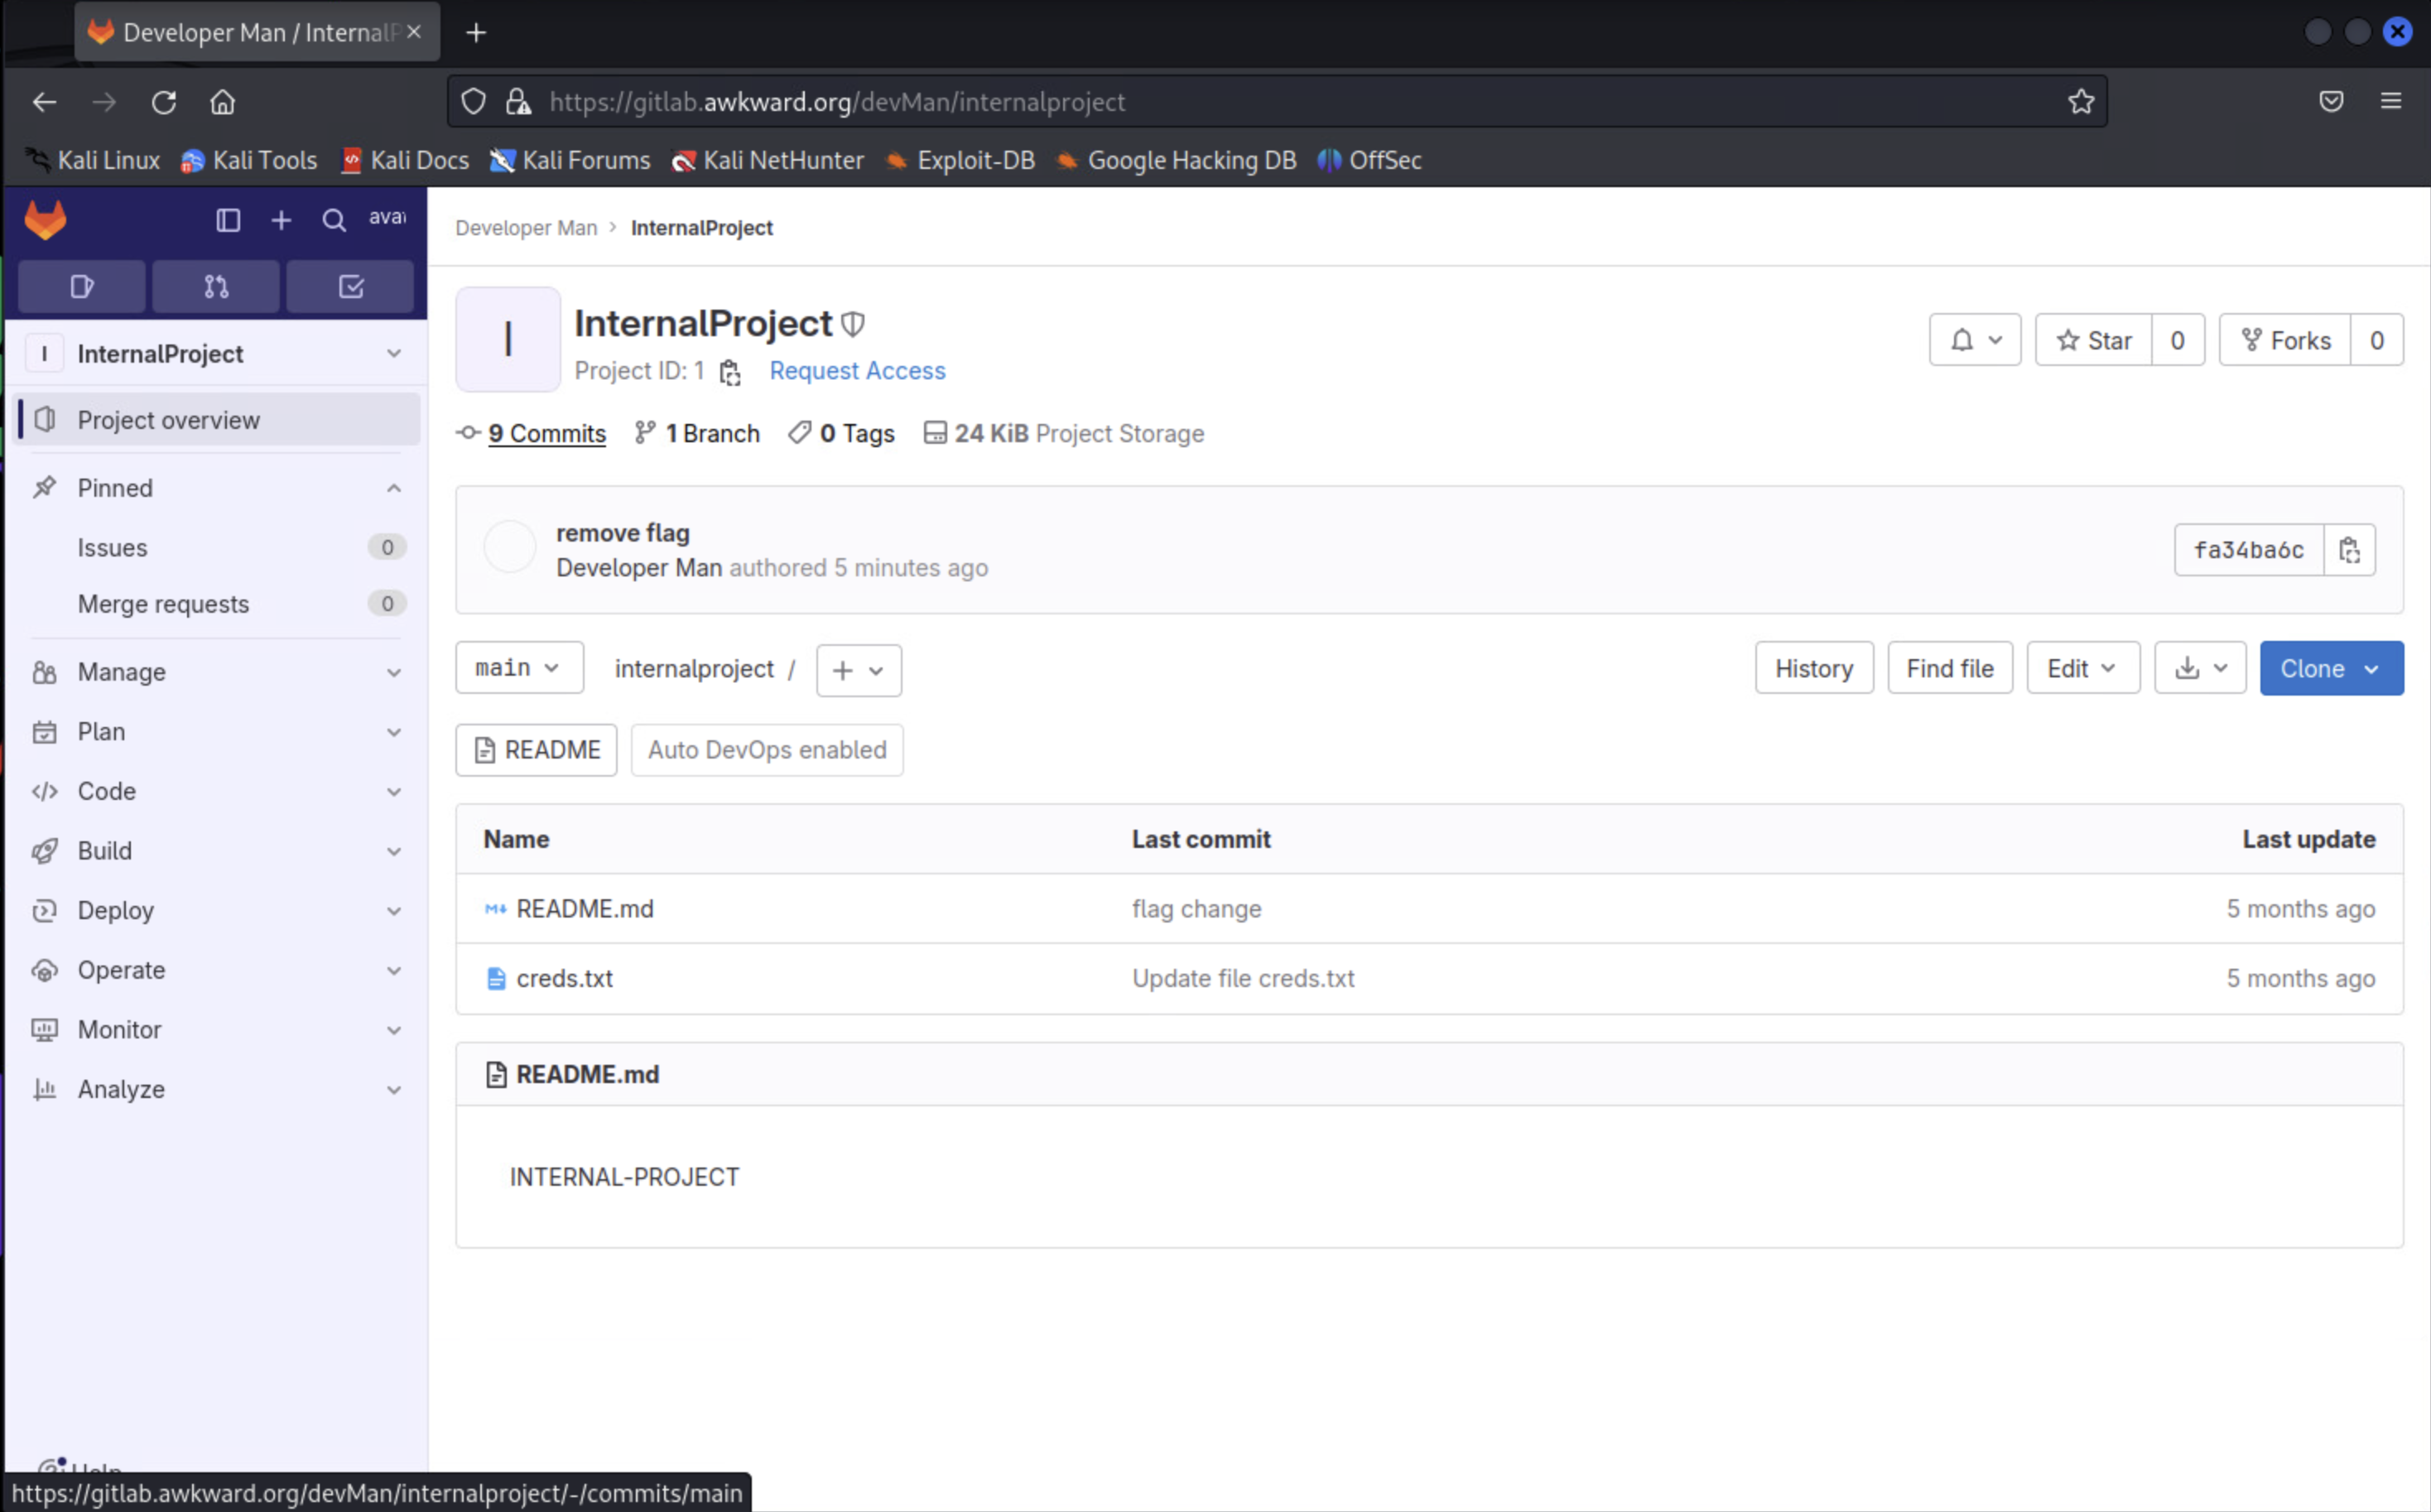 Developer Man / InternalP
https://gitlab.awkward.org/devMan/internalproject
Kali Linux Kali Tools Kali Docs Kali Forums Kali NetHunter Exploit-DB Google Hacking DB OffSec
Developer Man > InternalProject
InternalProject
Project overview
Pinned
Issues 0
Merge requests 0
Manage
Plan
Code
Build
Deploy
Operate
Monitor
Analyze
Help
I
InternalProject
Project ID: 1 Request Access
Star 0 Forks 0
9 Commits 1 Branch 0 Tags 24 KiB Project Storage
remove flag
Developer Man authored 5 minutes ago
fa34ba6c
main internalproject / +
History Find file Edit Clone
README Auto DevOps enabled
Name Last commit Last update
README.md flag change 5 months ago
creds.txt Update file creds.txt 5 months ago
README.md
INTERNAL-PROJECT
https://gitlab.awkward.org/devMan/internalproject/-/commits/main